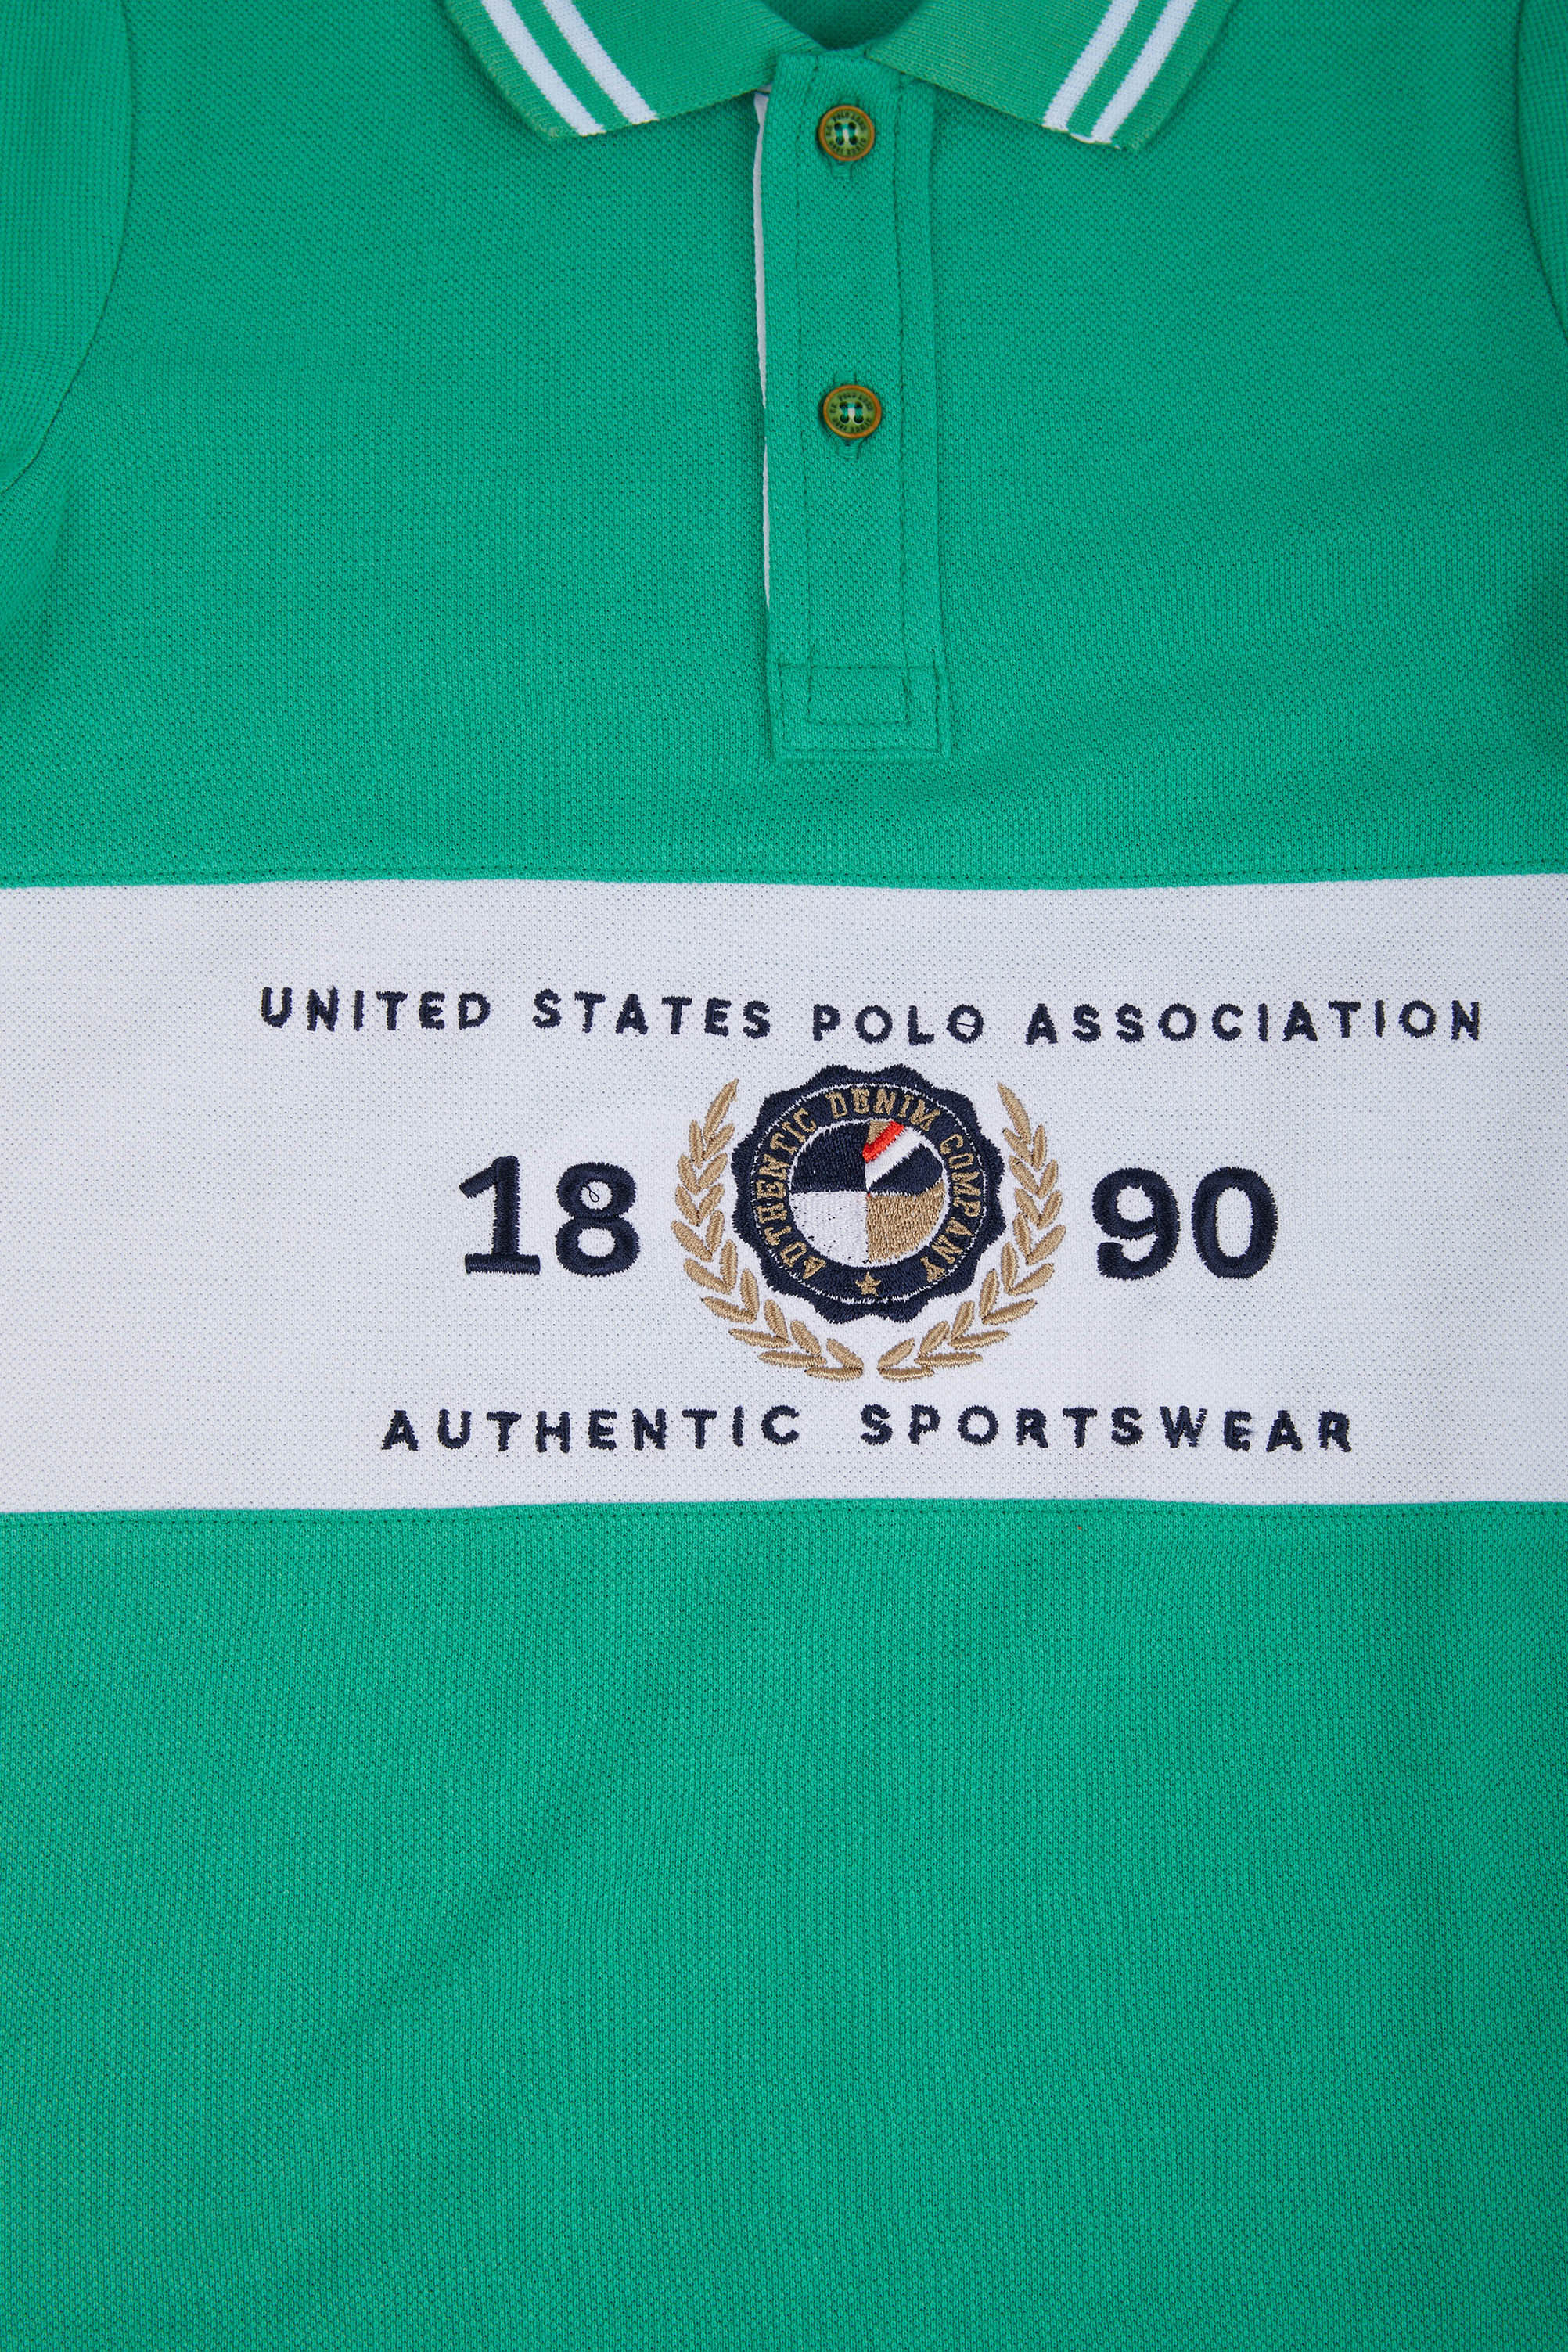 UNITED STATES POLO ASSOCIATION
AUTHENTIC DENIM COMPANY
18 90
AUTHENTIC SPORTSWEAR